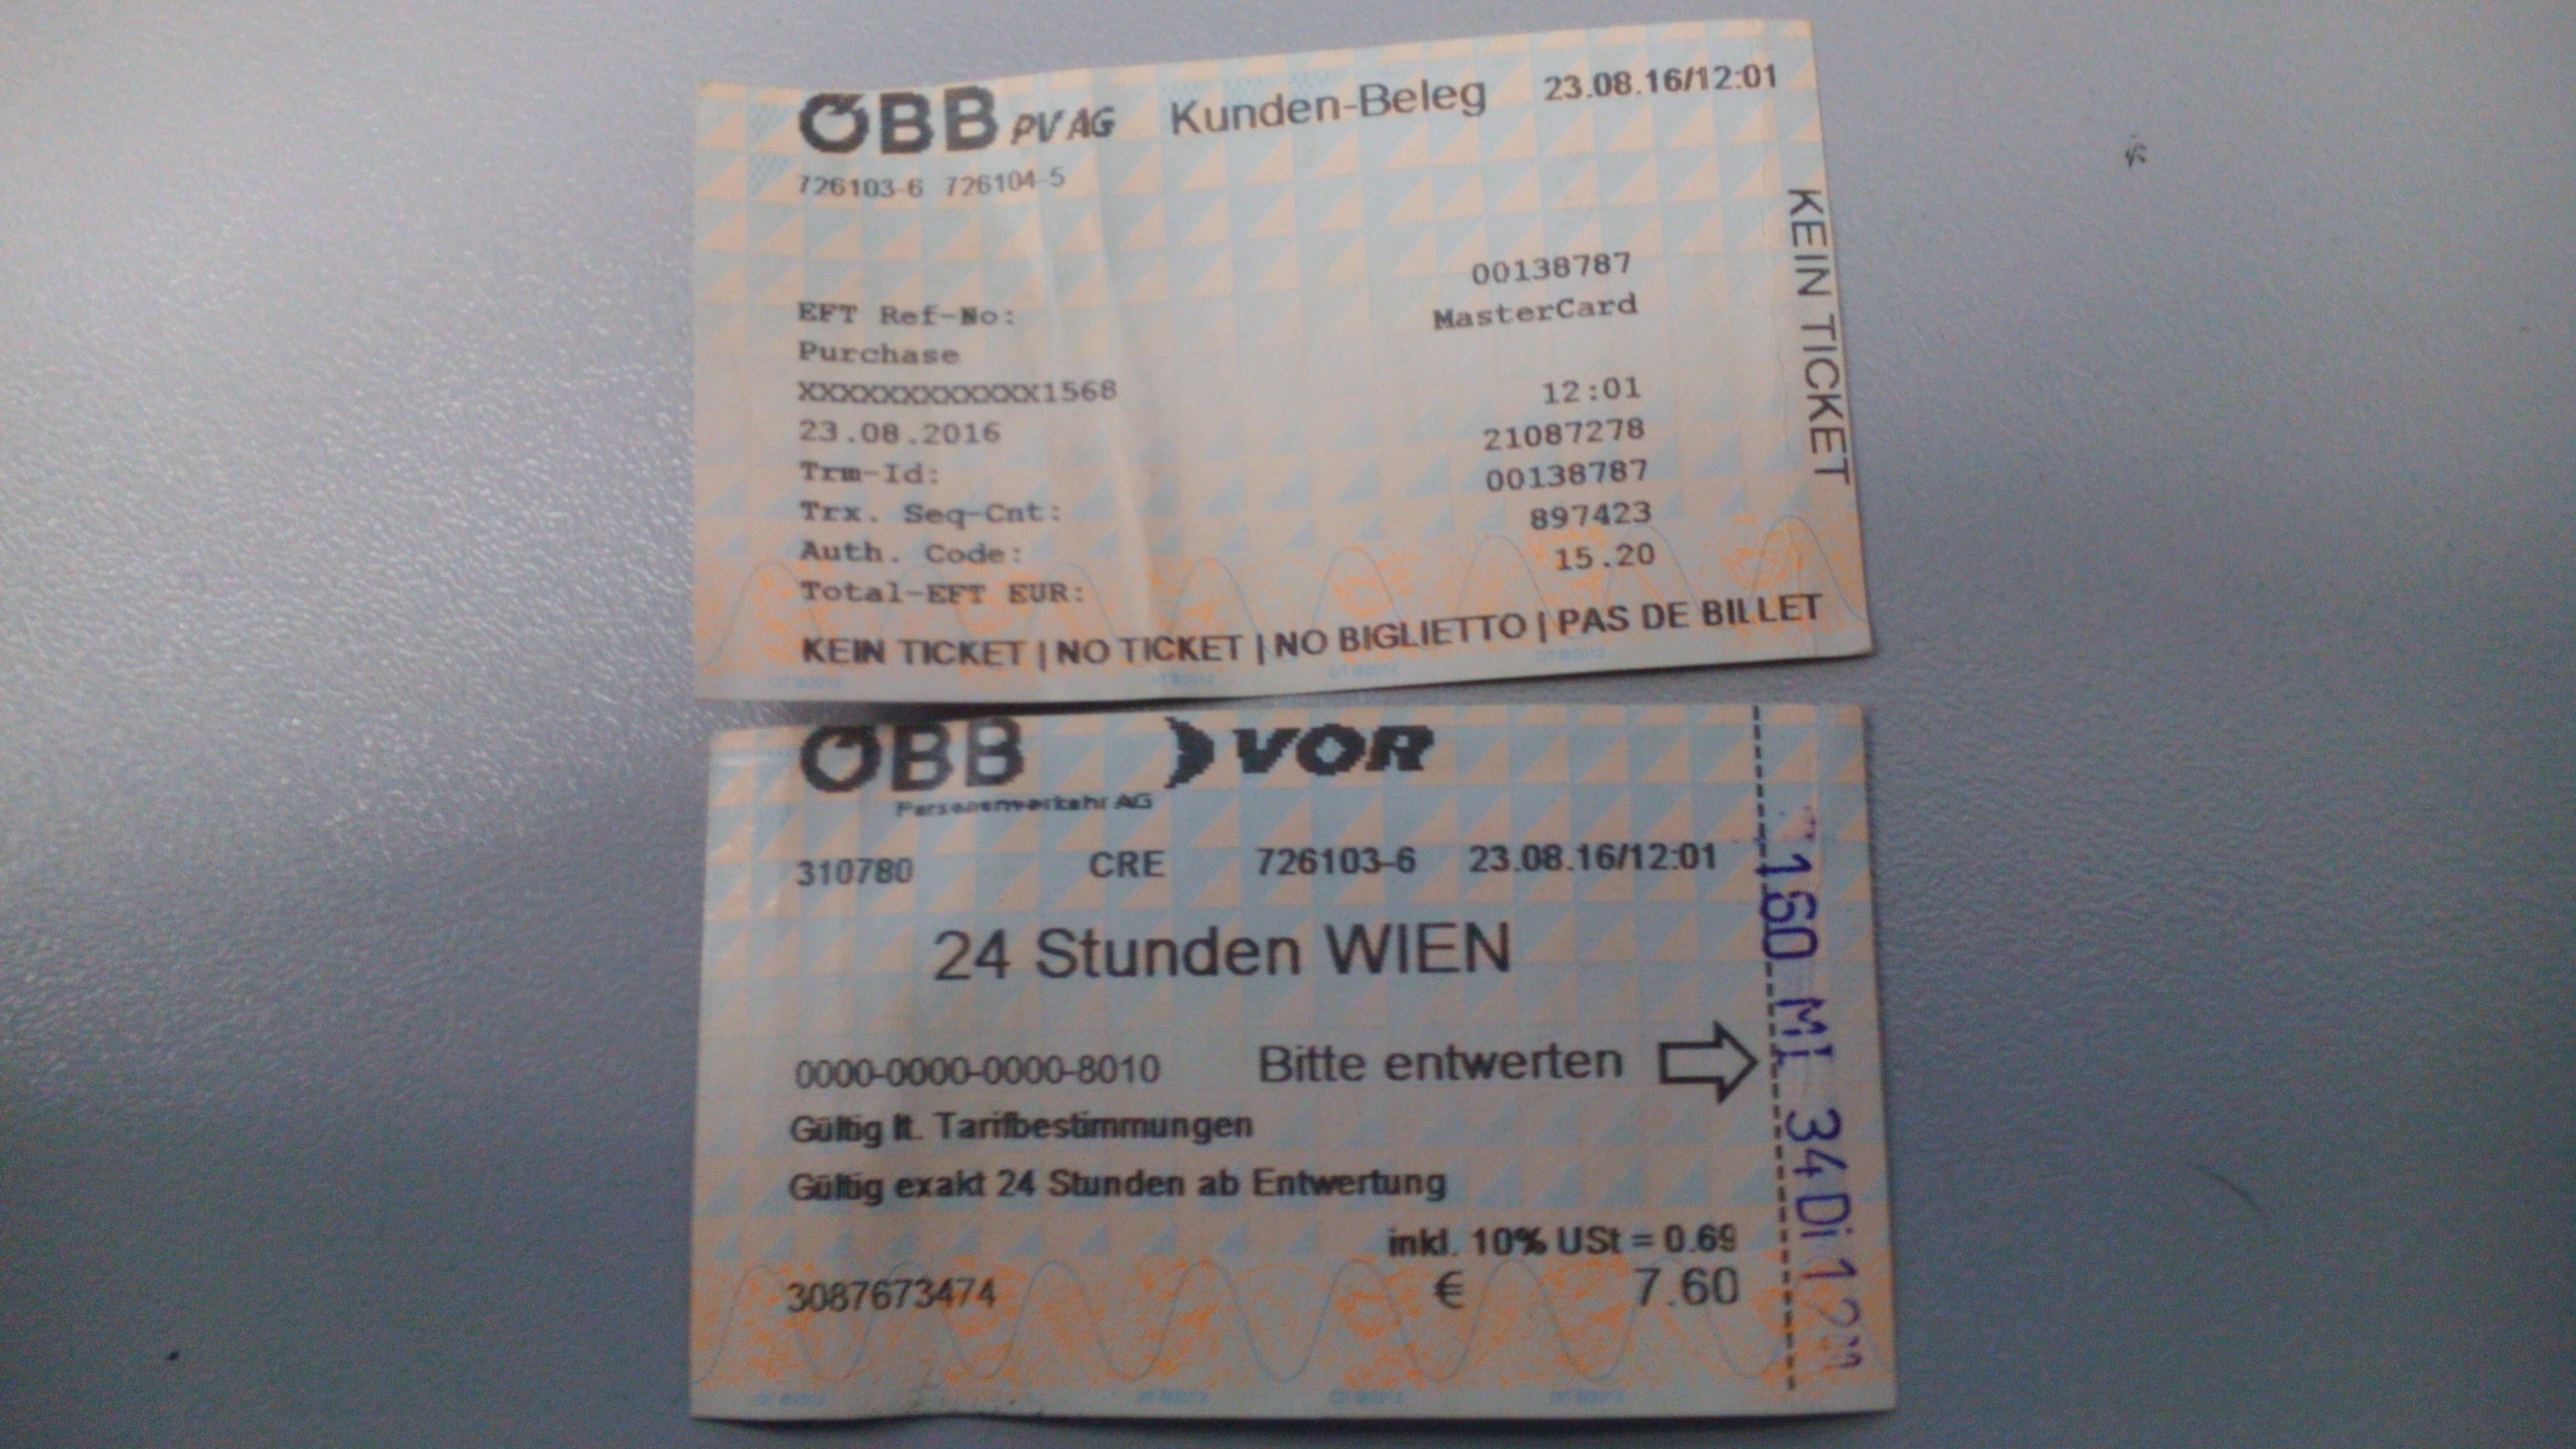 ÖBB PV AG Kunden-Beleg 23.08.16/12:01
726103-6 726104-5
00138787
EFT Ref-No: MasterCard
Purchase
XXXXXXXXXXXX1568 12:01
23.08.2016 21087278
Trm-Id: 00138787
Trx. Seq-Cnt: 897423
Auth. Code: 15.20
Total-EFT EUR:
KEIN TICKET | NO TICKET | NO BIGLIETTO | PAS DE BILLET
KEIN TICKET
ÖBB VOR
Personenverkehr AG
310780 CRE 726103-6 23.08.16/12:01
24 Stunden WIEN
0000-0000-0000-8010 Bitte entwerten
Gültig lt. Tarifbestimmungen
Gültig exakt 24 Stunden ab Entwertung
inkl. 10% USt = 0.69
3087673474 € 7.60
34 Di